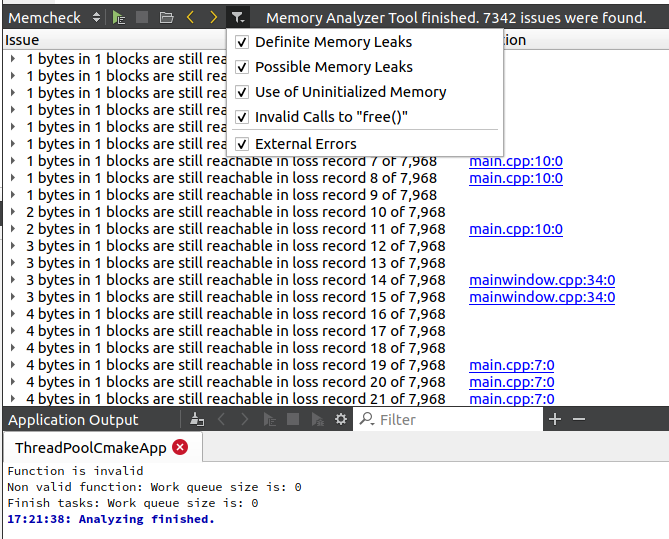 Memcheck
Memory Analyzer Tool finished. 7342 issues were found.
Issue
tion
Definite Memory Leaks
Possible Memory Leaks
Use of Uninitialized Memory
Invalid Calls to "free()"
External Errors
1 bytes in 1 blocks are still rea
1 bytes in 1 blocks are still rea
1 bytes in 1 blocks are still rea
1 bytes in 1 blocks are still rea
1 bytes in 1 blocks are still rea
1 bytes in 1 blocks are still rea
1 bytes in 1 blocks are still reachable in loss record 7 of 7,968 main.cpp:10:0
1 bytes in 1 blocks are still reachable in loss record 8 of 7,968 main.cpp:10:0
1 bytes in 1 blocks are still reachable in loss record 9 of 7,968
2 bytes in 1 blocks are still reachable in loss record 10 of 7,968
2 bytes in 1 blocks are still reachable in loss record 11 of 7,968 main.cpp:10:0
3 bytes in 1 blocks are still reachable in loss record 12 of 7,968
3 bytes in 1 blocks are still reachable in loss record 13 of 7,968
3 bytes in 1 blocks are still reachable in loss record 14 of 7,968 mainwindow.cpp:34:0
3 bytes in 1 blocks are still reachable in loss record 15 of 7,968 mainwindow.cpp:34:0
4 bytes in 1 blocks are still reachable in loss record 16 of 7,968
4 bytes in 1 blocks are still reachable in loss record 17 of 7,968
4 bytes in 1 blocks are still reachable in loss record 18 of 7,968
4 bytes in 1 blocks are still reachable in loss record 19 of 7,968 main.cpp:7:0
4 bytes in 1 blocks are still reachable in loss record 20 of 7,968 main.cpp:7:0
4 bytes in 1 blocks are still reachable in loss record 21 of 7,968 main.cpp:7:0
Application Output
Filter
ThreadPoolCmakeApp
Function is invalid
Non valid function: Work queue size is: 0
Finish tasks: Work queue size is: 0
17:21:38: Analyzing finished.